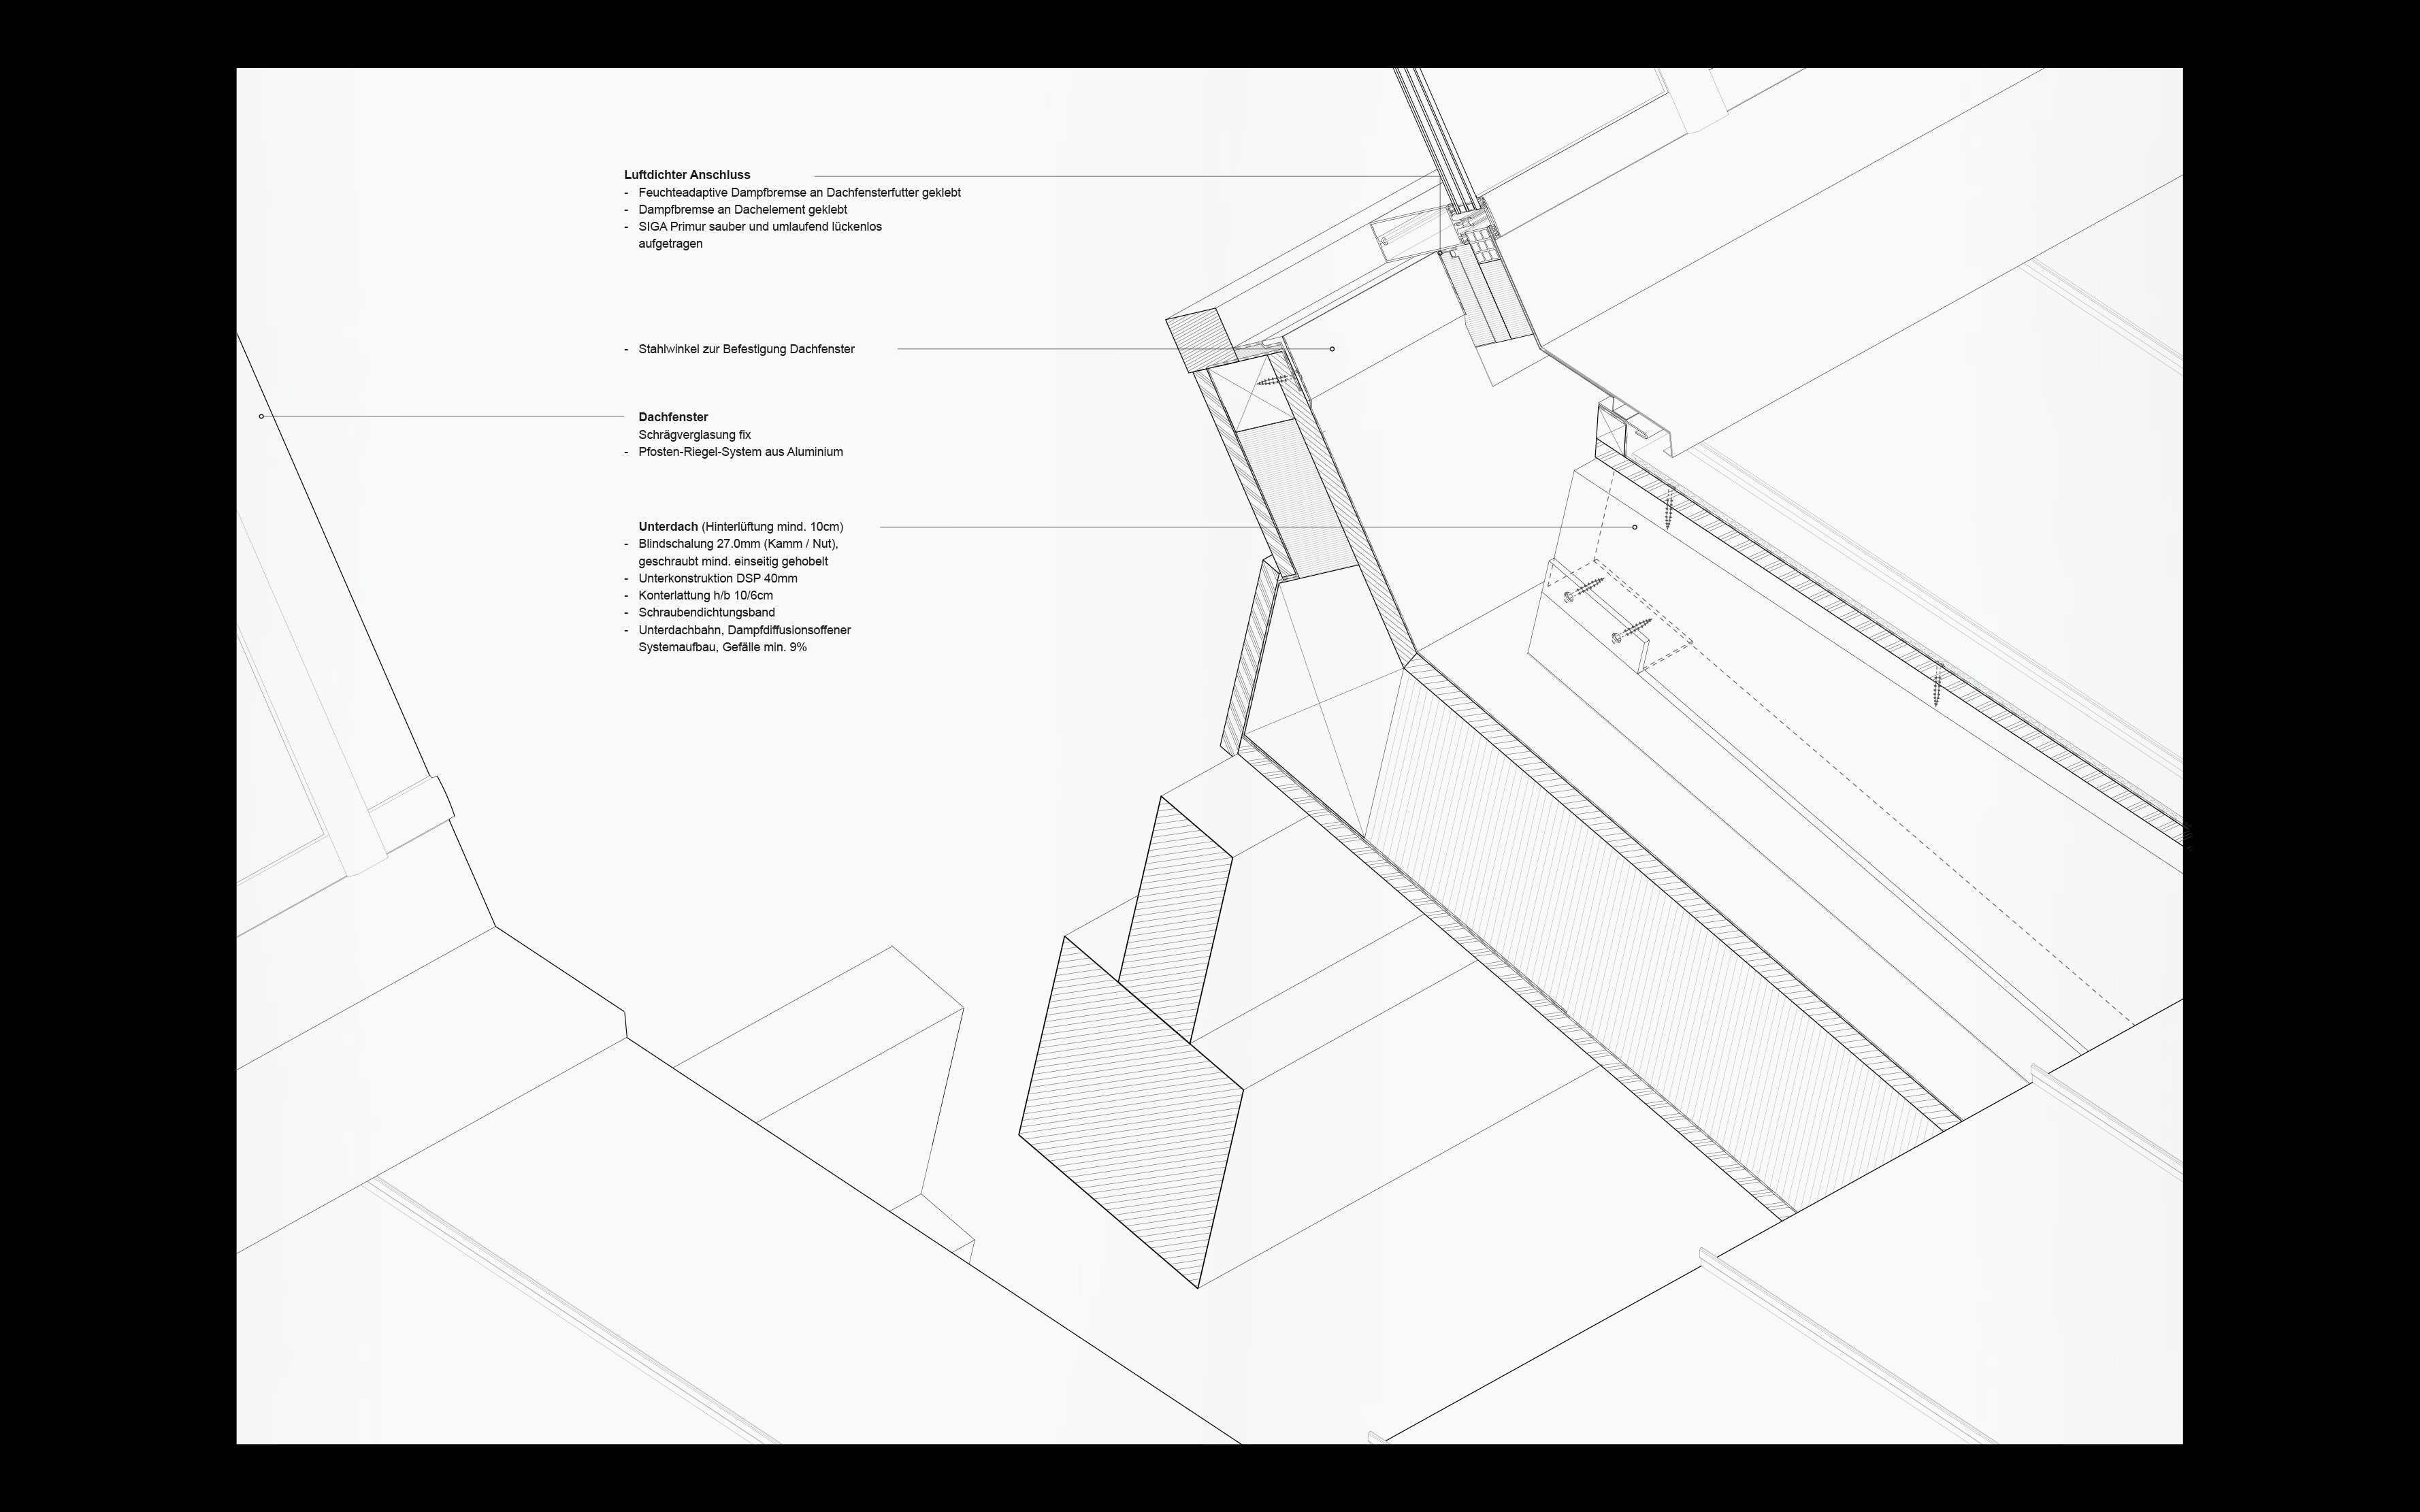 Luftdichter Anschluss
- Feuchteadaptive Dampfbremse an Dachfensterfutter geklebt
- Dampfbremse an Dachelement geklebt
- SIGA Primur sauber und umlaufend lückenlos
aufgetragen
- Stahlwinkel zur Befestigung Dachfenster
Dachfenster
Schrägverglasung fix
- Pfosten-Riegel-System aus Aluminium
Unterdach (Hinterlüftung mind. 10cm)
- Blindschalung 27.0mm (Kamm / Nut),
geschraubt mind. einseitig gehobelt
- Unterkonstruktion DSP 40mm
- Konterlattung h/b 10/6cm
- Schraubendichtungsband
- Unterdachbahn, Dampfdiffusionsoffener
Systemaufbau, Gefälle min. 9%